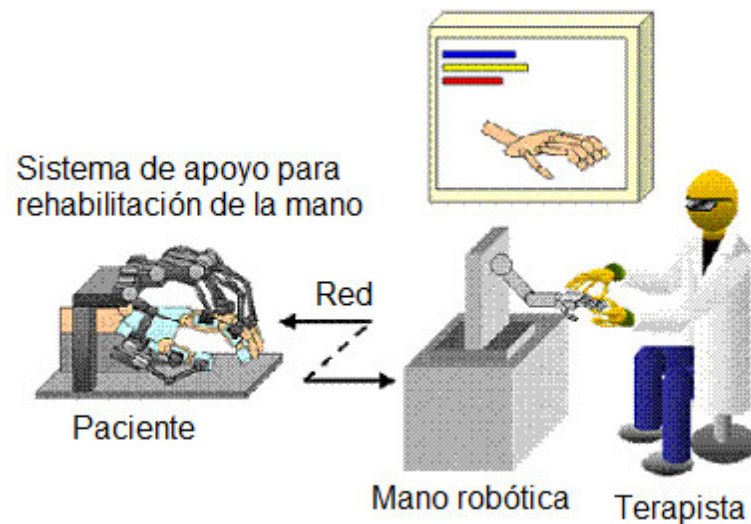 Sistema de apoyo para
rehabilitación de la mano
Red
Paciente
Mano robótica
Terapista